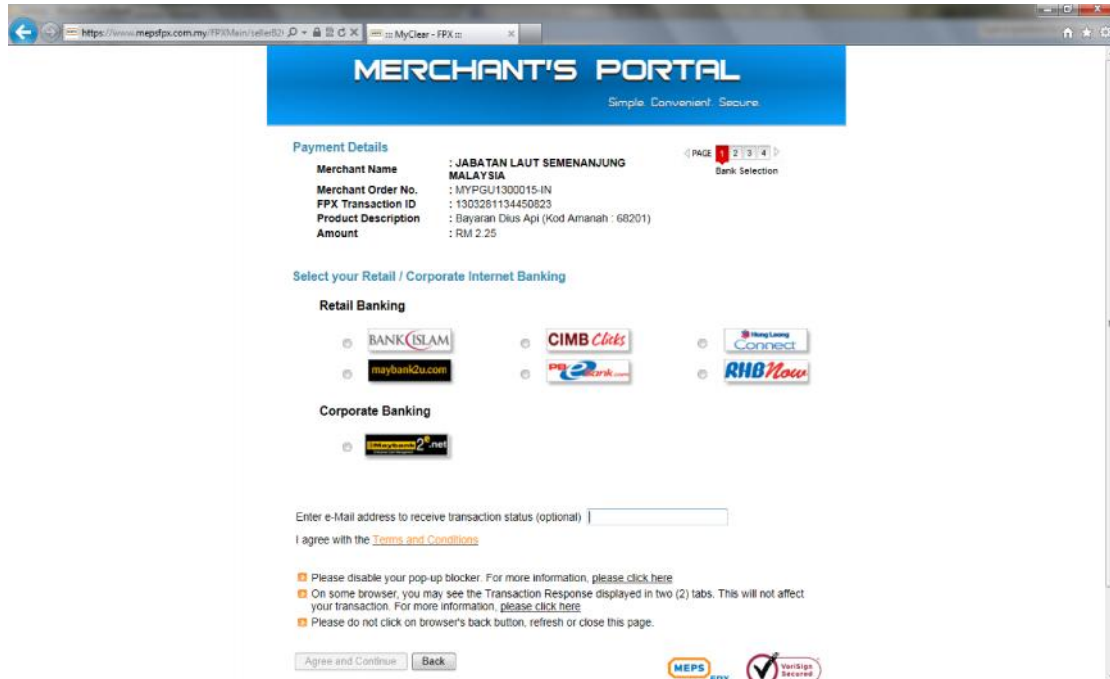 https://www.mepsfpx.com.my/FPXMain/seller
::: MyClear - FPX :::
MERCHANT'S PORTAL
Simple. Convenient. Secure.
Payment Details
PAGE 1 2 3 4
Bank Selection
Merchant Name : JABATAN LAUT SEMENANJUNG
MALAYSIA
Merchant Order No. : MYPGU1300015-IN
FPX Transaction ID : 1303281134450823
Product Description : Bayaran Dius Api (Kod Amanah : 68201)
Amount : RM 2.25
Select your Retail / Corporate Internet Banking
Retail Banking
BANK ISLAM
CIMB Clicks
Hong Leong
Connect
maybank2u.com
PBebank.com
RHBNow
Corporate Banking
Maybank2e.net
Enter e-Mail address to receive transaction status (optional)
I agree with the Terms and Conditions
Please disable your pop-up blocker. For more information, please click here
On some browser, you may see the Transaction Response displayed in two (2) tabs. This will not affect
your transaction. For more information, please click here
Please do not click on browser's back button, refresh or close this page.
Agree and Continue
Back
MEPS
FPX
VeriSign
Secured